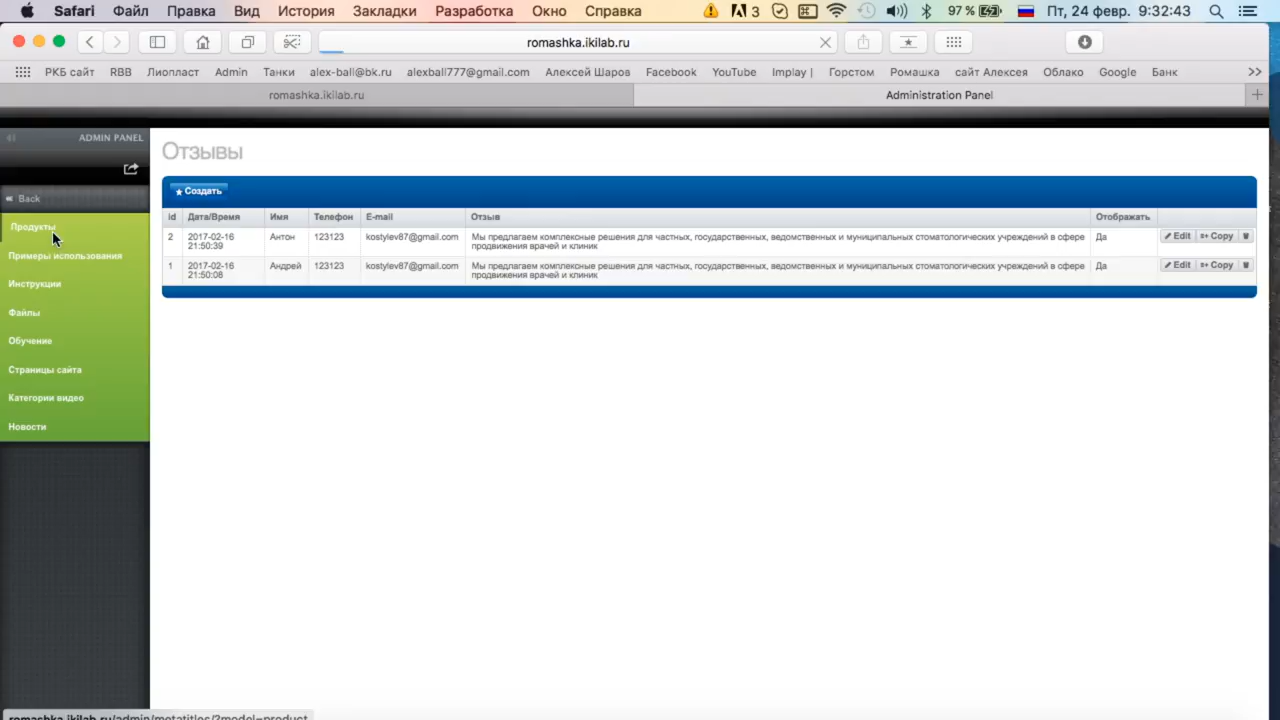 Safari Файл Правка Вид История Закладки Разработка Окно Справка 3 97 % Пт, 24 февр. 9:32:43
romashka.ikilab.ru
РКБ сайт RBB Лиопласт Admin Танки alex-ball@bk.ru alexball777@gmail.com Алексей Шаров Facebook YouTube Implay | Горстом Ромашка сайт Алексея Облако Google Банк >>
romashka.ikilab.ru Administration Panel +
ADMIN PANEL
Отзывы
Back
Создать
id Дата/Время Имя Телефон E-mail Отзыв Отображать
2 2017-02-16 21:50:39 Антон 123123 kostylev87@gmail.com Мы предлагаем комплексные решения для частных, государственных, ведомственных и муниципальных стоматологических учреждений в сфере продвижения врачей и клиник Да Edit Copy
1 2017-02-16 21:50:08 Андрей 123123 kostylev87@gmail.com Мы предлагаем комплексные решения для частных, государственных, ведомственных и муниципальных стоматологических учреждений в сфере продвижения врачей и клиник Да Edit Copy
Продукты
Примеры использования
Инструкции
Файлы
Обучение
Страницы сайта
Категории видео
Новости
romashka.ikilab.ru/admin/metatitles/?model=product